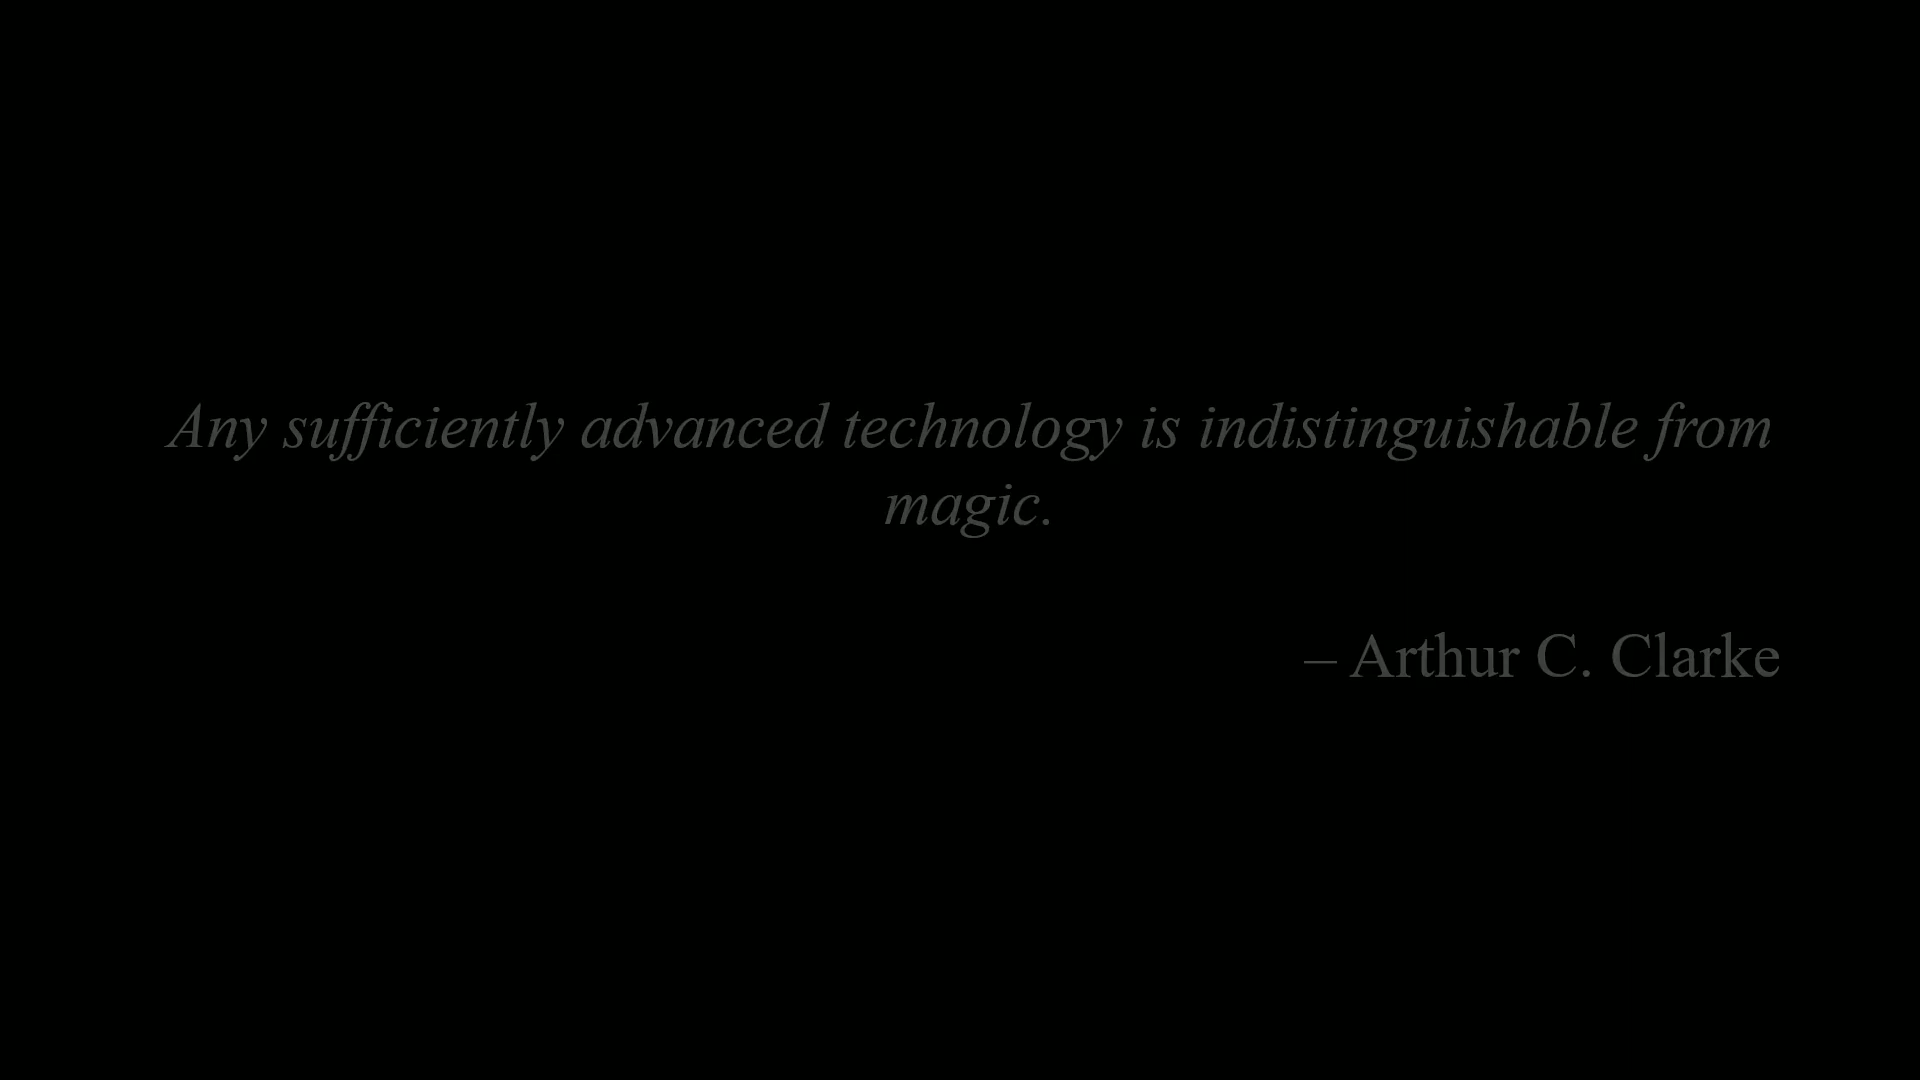 Any sufficiently advanced technology is indistinguishable from
magic.
– Arthur C. Clarke